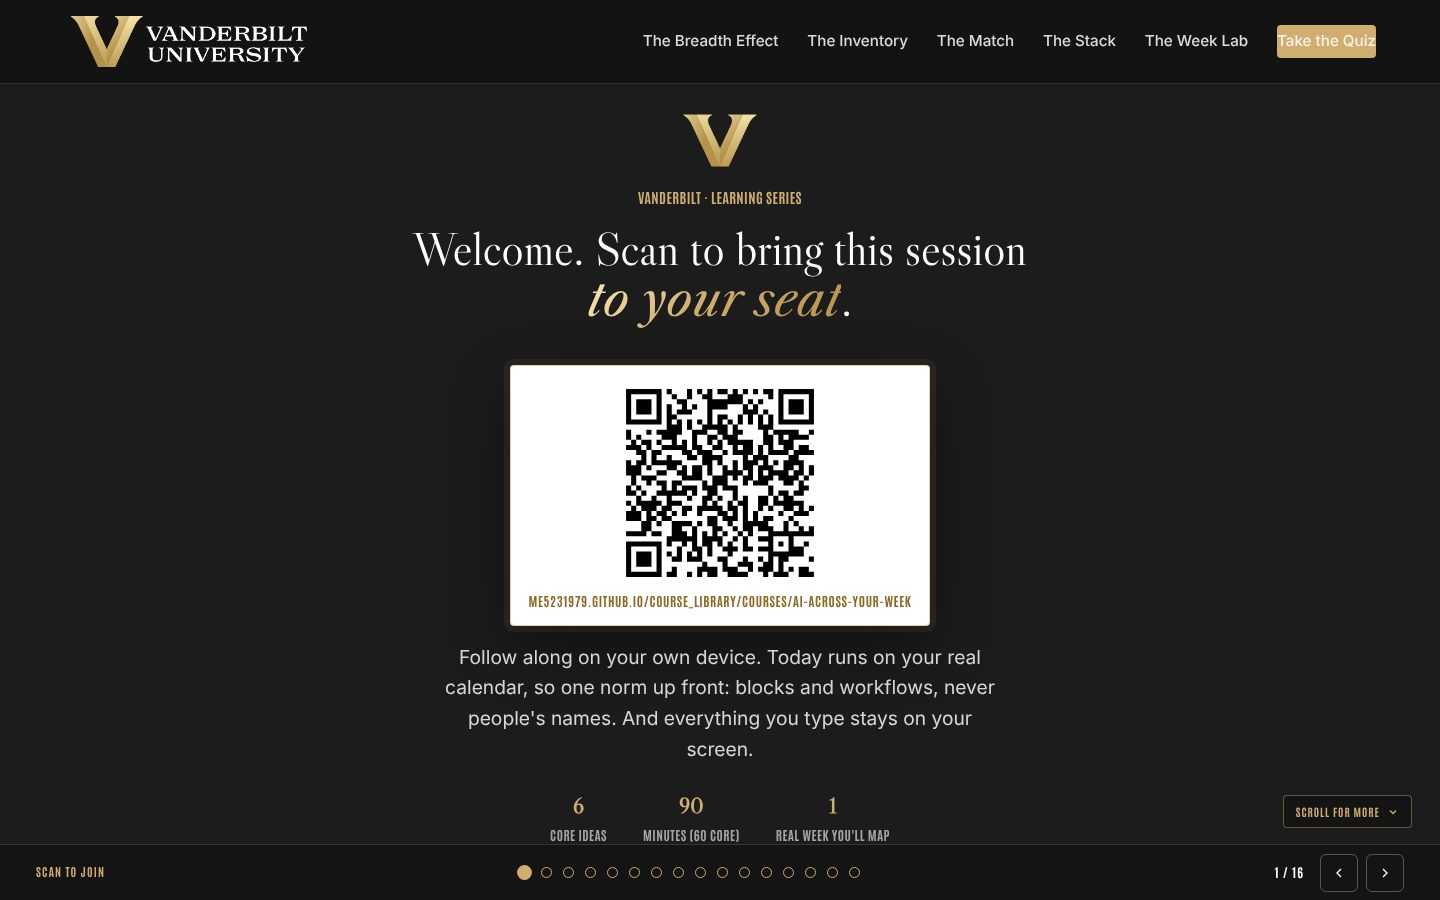 VANDERBILT
UNIVERSITY
The Breadth Effect
The Inventory
The Match
The Stack
The Week Lab
Take the Quiz
VANDERBILT · LEARNING SERIES
Welcome. Scan to bring this session
to your seat.
ME5231979.GITHUB.IO/COURSE_LIBRARY/COURSES/AI-ACROSS-YOUR-WEEK
Follow along on your own device. Today runs on your real
calendar, so one norm up front: blocks and workflows, never
people's names. And everything you type stays on your
screen.
6
CORE IDEAS
90
MINUTES (60 CORE)
1
REAL WEEK YOU'LL MAP
SCROLL FOR MORE
SCAN TO JOIN
1 / 16